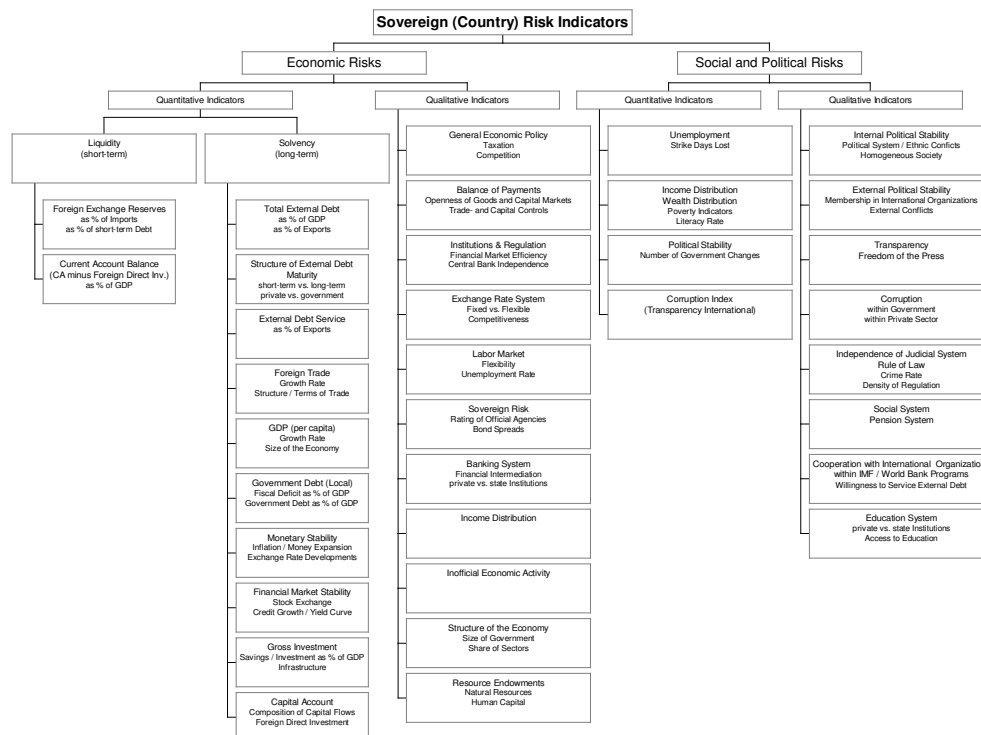 Sovereign (Country) Risk Indicators
Economic Risks
Social and Political Risks
Quantitative Indicators
Qualitative Indicators
Quantitative Indicators
Qualitative Indicators
Liquidity
(short-term)
Foreign Exchange Reserves
as % of Imports
as % of short-term Debt
Current Account Balance
(CA minus Foreign Direct Inv.)
as % of GDP
Solvency
(long-term)
Total External Debt
as % of GDP
as % of Exports
Structure of External Debt
Maturity
short-term vs. long-term
private vs. government
External Debt Service
as % of Exports
Foreign Trade
Growth Rate
Structure / Terms of Trade
GDP (per capita)
Growth Rate
Size of the Economy
Government Debt (Local)
Fiscal Deficit as % of GDP
Government Debt as % of GDP
Monetary Stability
Inflation / Money Expansion
Exchange Rate Developments
Financial Market Stability
Stock Exchange
Credit Growth / Yield Curve
Gross Investment
Savings / Investment as % of GDP
Infrastructure
Capital Account
Composition of Capital Flows
Foreign Direct Investment
General Economic Policy
Taxation
Competition
Balance of Payments
Openness of Goods and Capital Markets
Trade- and Capital Controls
Institutions & Regulation
Financial Market Efficiency
Central Bank Independence
Exchange Rate System
Fixed vs. Flexible
Competitiveness
Labor Market
Flexibility
Unemployment Rate
Sovereign Risk
Rating of Official Agencies
Bond Spreads
Banking System
Financial Intermediation
private vs. state Institutions
Income Distribution
Inofficial Economic Activity
Structure of the Economy
Size of Government
Share of Sectors
Resource Endowments
Natural Resources
Human Capital
Unemployment
Strike Days Lost
Income Distribution
Wealth Distribution
Poverty Indicators
Literacy Rate
Political Stability
Number of Government Changes
Corruption Index
(Transparency International)
Internal Political Stability
Political System / Ethnic Conficts
Homogeneous Society
External Political Stability
Membership in International Organizations
External Conflicts
Transparency
Freedom of the Press
Corruption
within Government
within Private Sector
Independence of Judicial System
Rule of Law
Crime Rate
Density of Regulation
Social System
Pension System
Cooperation with International Organization
within IMF / World Bank Programs
Willingness to Service External Debt
Education System
private vs. state Institutions
Access to Education